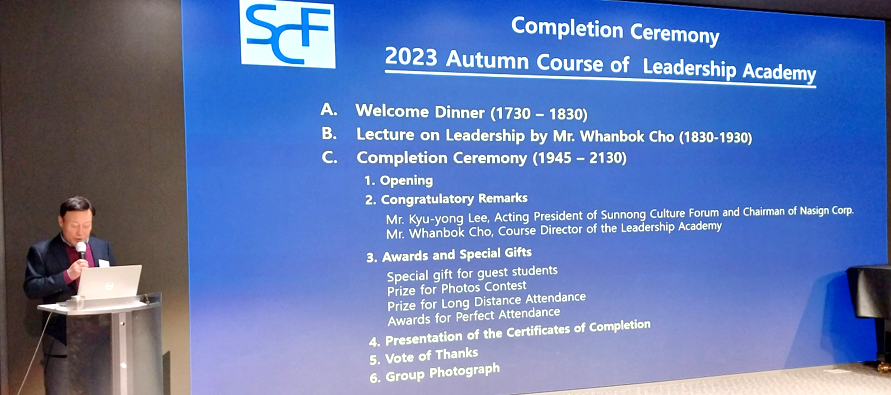 SCF
Completion Ceremony
2023 Autumn Course of Leadership Academy
A. Welcome Dinner (1730 – 1830)
B. Lecture on Leadership by Mr. Whanbok Cho (1830-1930)
C. Completion Ceremony (1945 – 2130)
1. Opening
2. Congratulatory Remarks
Mr. Kyu-yong Lee, Acting President of Sunnong Culture Forum and Chairman of Nasign Corp.
Mr. Whanbok Cho, Course Director of the Leadership Academy
3. Awards and Special Gifts
Special gift for guest students
Prize for Photos Contest
Prize for Long Distance Attendance
Awards for Perfect Attendance
4. Presentation of the Certificates of Completion
5. Vote of Thanks
6. Group Photograph